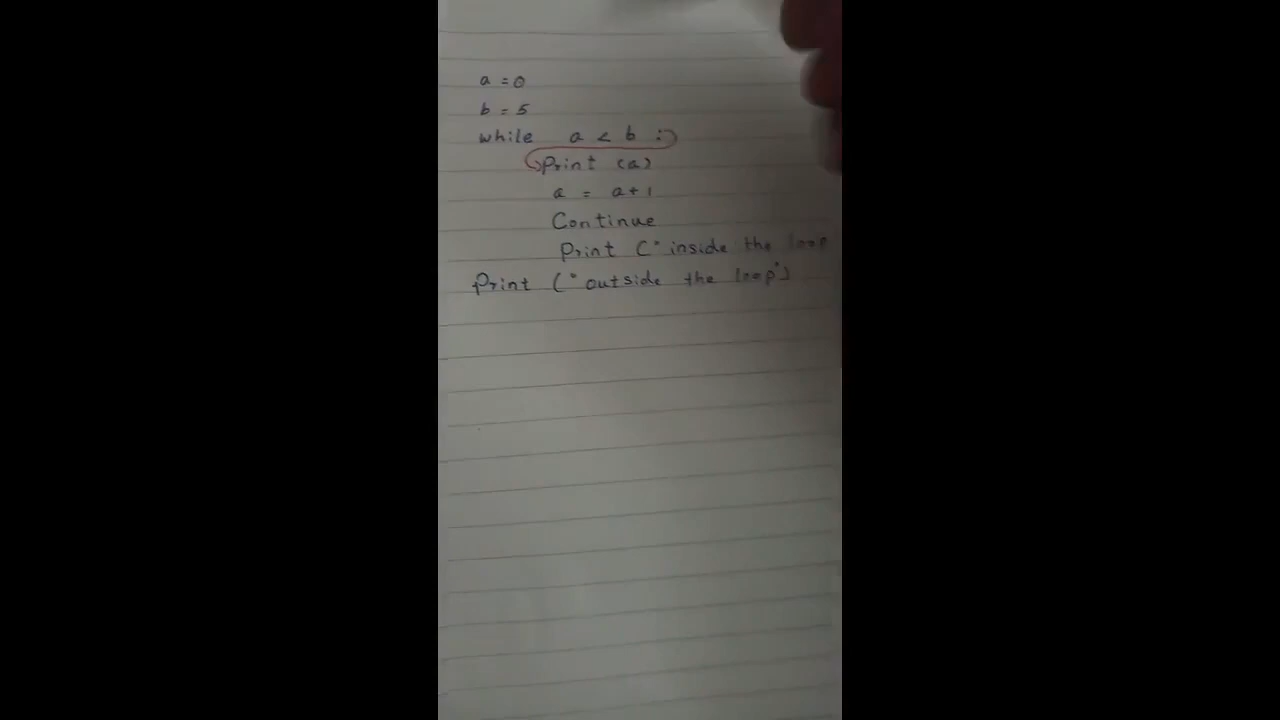 a = 0
b = 5
while a < b :
Print (a)
a = a + 1
Continue
Print (" inside the loop
Print ("outside the loop")